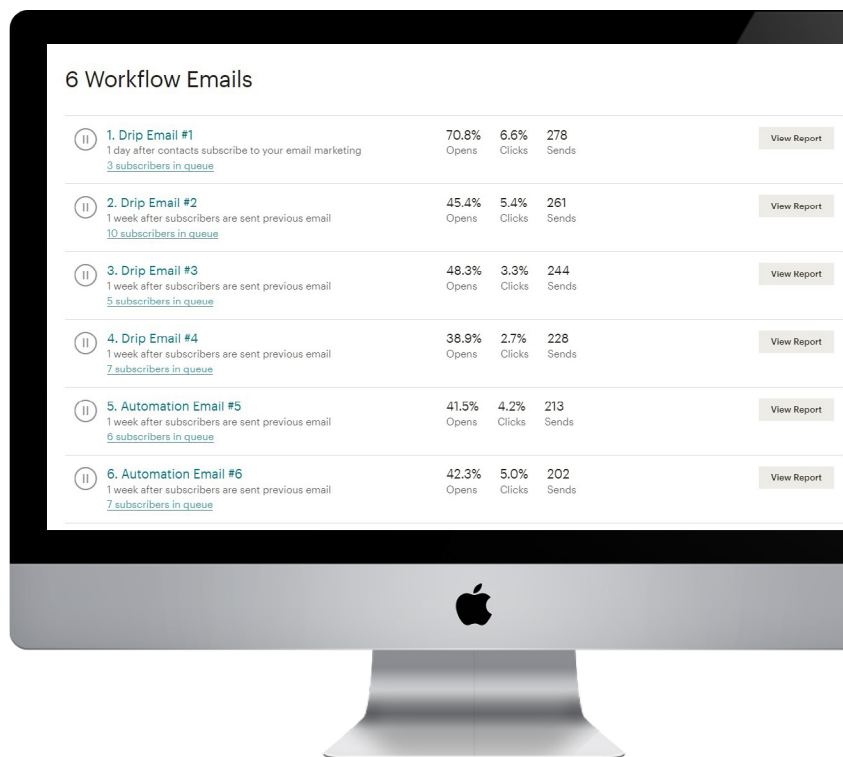 6 Workflow Emails
1. Drip Email #1
1 day after contacts subscribe to your email marketing
3 subscribers in queue
70.8% 6.6% 278
Opens Clicks Sends
View Report
2. Drip Email #2
1 week after subscribers are sent previous email
10 subscribers in queue
45.4% 5.4% 261
Opens Clicks Sends
View Report
3. Drip Email #3
1 week after subscribers are sent previous email
5 subscribers in queue
48.3% 3.3% 244
Opens Clicks Sends
View Report
4. Drip Email #4
1 week after subscribers are sent previous email
7 subscribers in queue
38.9% 2.7% 228
Opens Clicks Sends
View Report
5. Automation Email #5
1 week after subscribers are sent previous email
6 subscribers in queue
41.5% 4.2% 213
Opens Clicks Sends
View Report
6. Automation Email #6
1 week after subscribers are sent previous email
7 subscribers in queue
42.3% 5.0% 202
Opens Clicks Sends
View Report